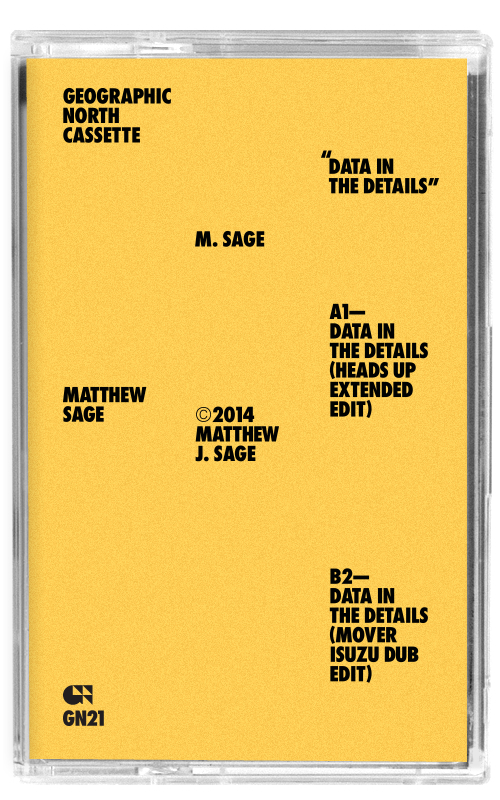 GEOGRAPHIC
NORTH
CASSETTE
“DATA IN
THE DETAILS”
M. SAGE
A1—
DATA IN
THE DETAILS
(HEADS UP
EXTENDED
EDIT)
MATTHEW
SAGE
©2014
MATTHEW
J. SAGE
B2—
DATA IN
THE DETAILS
(MOVER
ISUZU DUB
EDIT)
GN
GN21